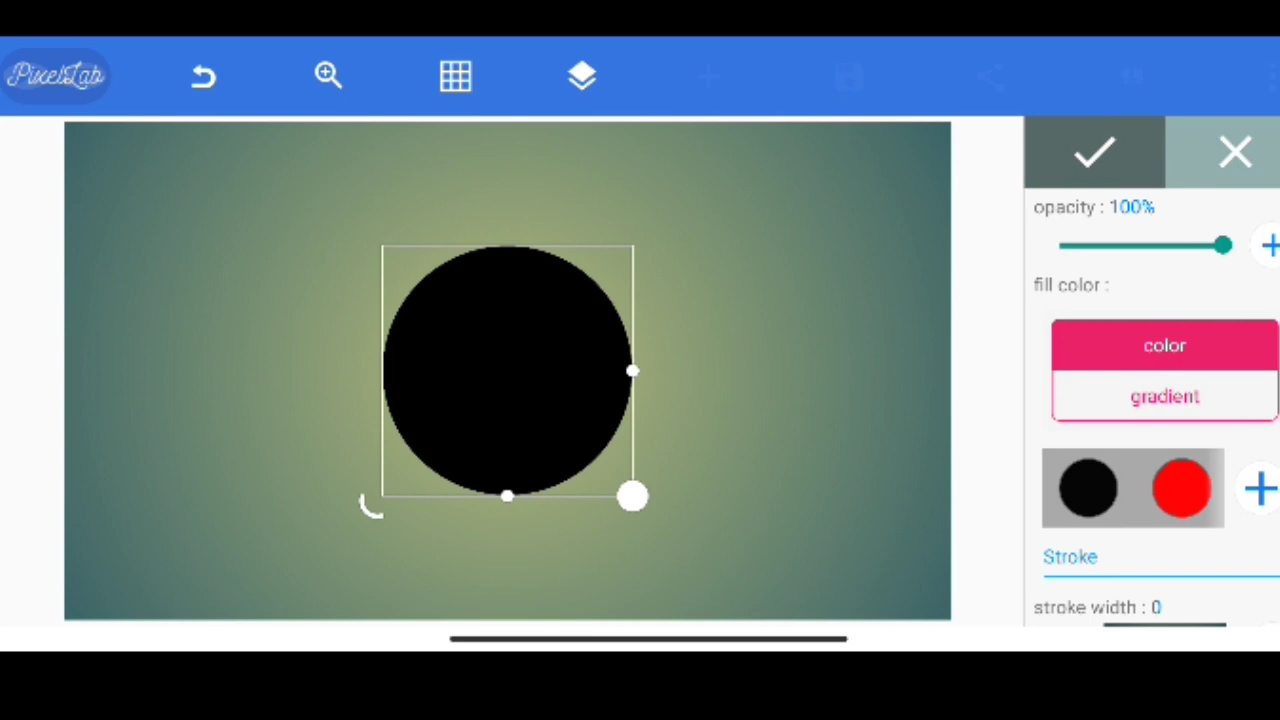 PixelLab
opacity : 100%
fill color :
color
gradient
Stroke
stroke width : 0